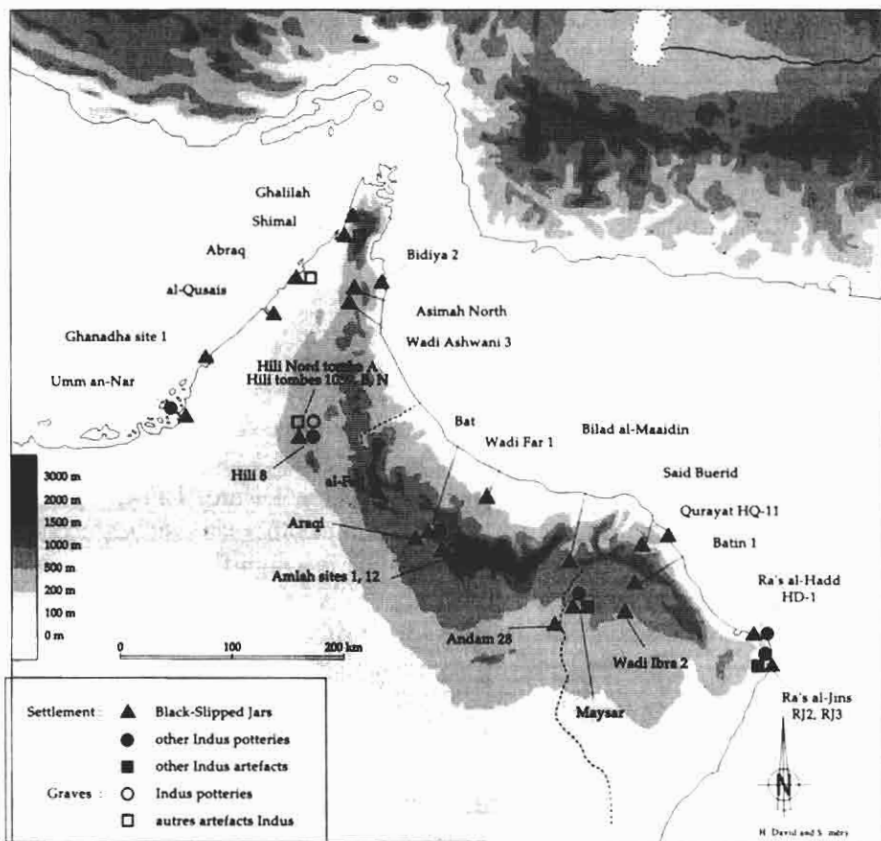 Ghalilah
Shimal
Abraq
al-Qusais
Ghanadha site 1
Umm an-Nar
Bidiya 2
Asimah North
Wadi Ashwani 3
Hili Nord tombe A
Hili tombes B, N
Hili 8
Bat
Wadi Far 1
Bilad al-Maaidin
Said Buerid
Qurayat HQ-11
Batin 1
Ra's al-Hadd
HD-1
Araqi
Amlah sites 1, 12
Andam 28
Wadi Ibra 2
Maysar
Ra's al-Jins
RJ2, RJ3
3000 m
2000 m
1500 m
1000 m
500 m
200 m
100 m
0 m
0 100 200 km
Settlement : Black-Slipped Jars
other Indus potteries
other Indus artefacts
Graves : Indus potteries
autres artefacts Indus
N
H. David and S.